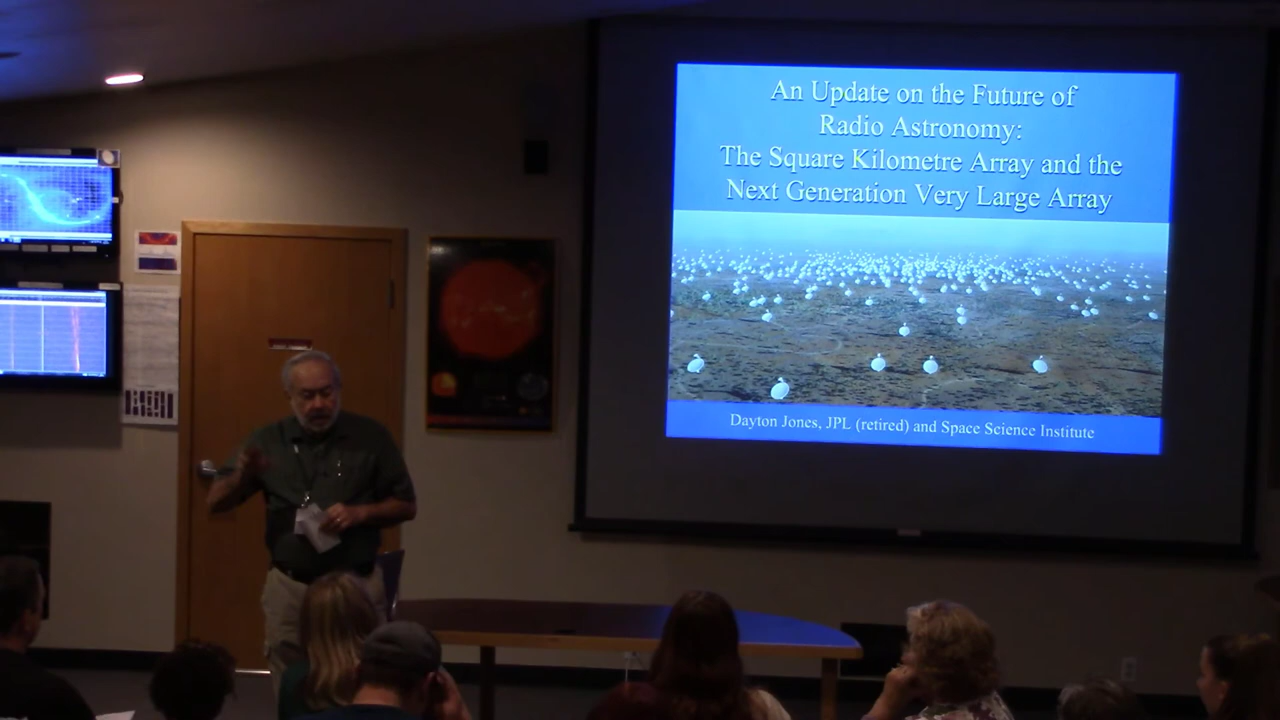 An Update on the Future of
Radio Astronomy:
The Square Kilometre Array and the
Next Generation Very Large Array
Dayton Jones, JPL (retired) and Space Science Institute